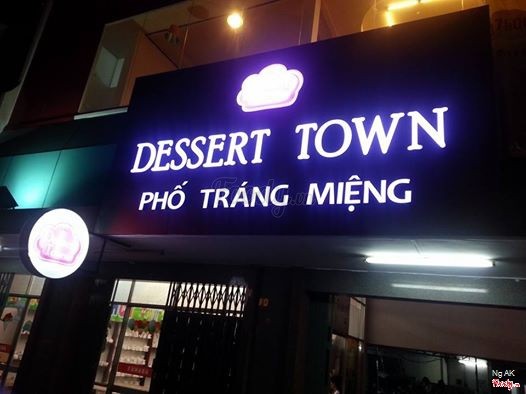 DESSERT TOWN
PHỐ TRÁNG MIỆNG
Ng AK